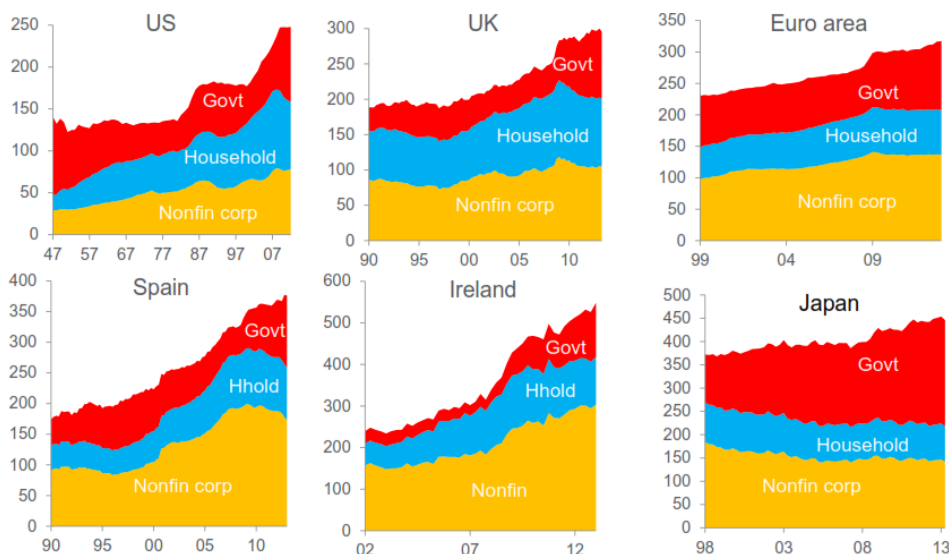 US
250
200
150
100
50
0
Govt
Household
Nonfin corp
47 57 67 77 87 97 07
UK
300
250
200
150
100
50
0
Govt
Household
Nonfin corp
90 95 00 05 10
Euro area
350
300
250
200
150
100
50
0
Govt
Household
Nonfin corp
99 04 09
Spain
400
350
300
250
200
150
100
50
0
Govt
Hhold
Nonfin corp
90 95 00 05 10
Ireland
600
500
400
300
200
100
0
Govt
Hhold
Nonfin
02 07 12
Japan
500
450
400
350
300
250
200
150
100
50
0
Govt
Household
Nonfin corp
98 03 08 13